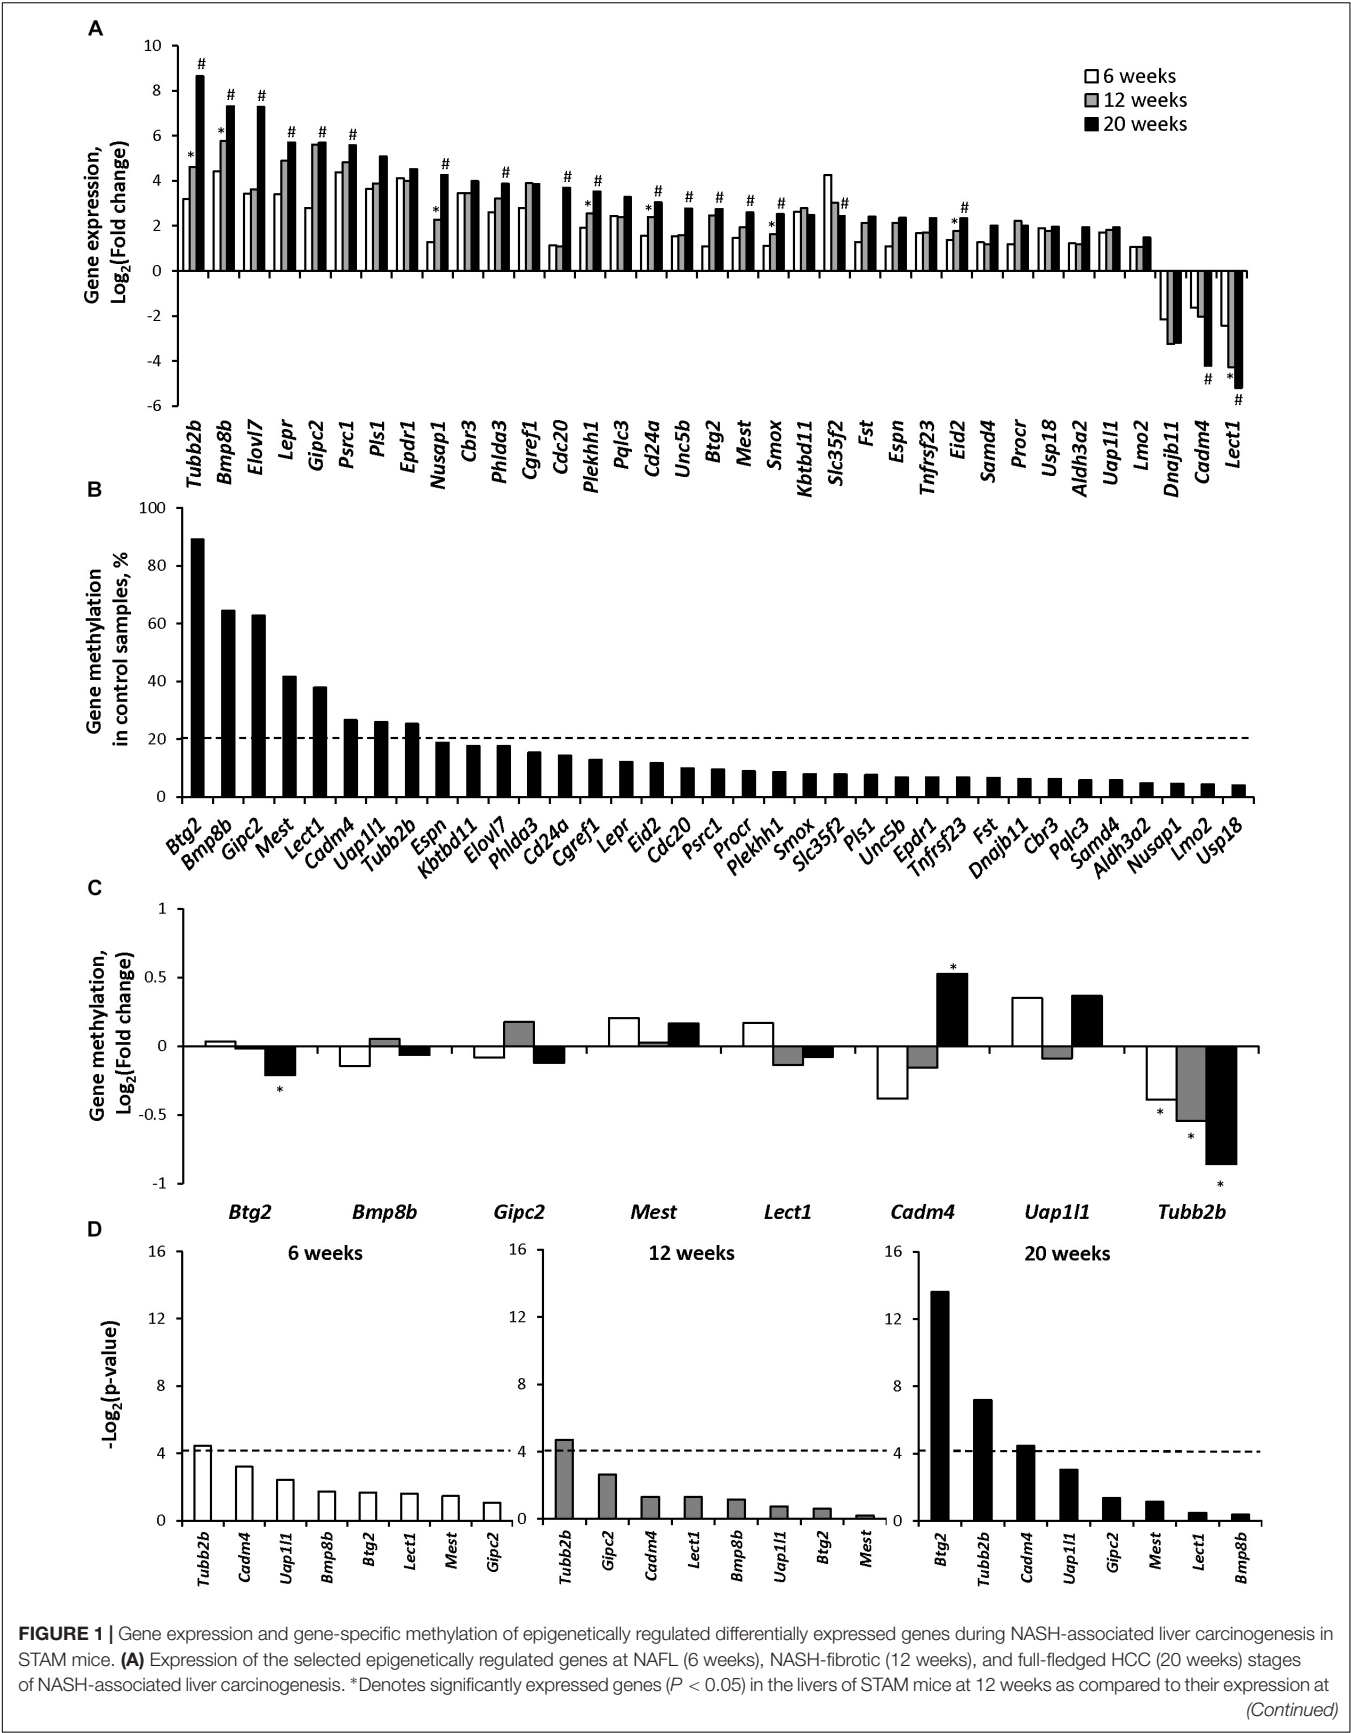 A
10
8
6
4
2
0
-2
-4
-6
Gene expression,
Log2(Fold change)
6 weeks
12 weeks
20 weeks
# * # * # # # # * # # # * # * # # # # * # # * # # * #
Tubb2b Bmp8b Elovl7 Lepr Gipc2 Psrc1 Pls1 Epdr1 Nusap1 Cbr3 Phlda3 Cgref1 Cdc20 Plekhh1 Pqlc3 Cd24a Unc5b Btg2 Mest Smox Kbtbd11 Slc35f2 Fst Espn Tnfrsf23 Eid2 Samd4 Procr Usp18 Aldh3a2 Uap1l1 Lmo2 Dnajb11 Cadm4 Lect1
B
100
80
60
40
20
0
Gene methylation
in control samples, %
Btg2 Bmp8b Gipc2 Mest Lect1 Cadm4 Uap1l1 Tubb2b Espn Kbtbd11 Elovl7 Phlda3 Cd24a Cgref1 Lepr Eid2 Cdc20 Psrc1 Procr Plekhh1 Smox Slc35f2 Pls1 Unc5b Epdr1 Tnfrsf23 Fst Dnajb11 Cbr3 Pqlc3 Samd4 Aldh3a2 Nusap1 Lmo2 Usp18
C
1
0.5
0
-0.5
-1
Gene methylation,
Log2(Fold change)
* * * * *
Btg2 Bmp8b Gipc2 Mest Lect1 Cadm4 Uap1l1 Tubb2b
D
-Log2(p-value)
6 weeks
16
12
8
4
0
Tubb2b Cadm4 Uap1l1 Bmp8b Btg2 Lect1 Mest Gipc2
12 weeks
16
12
8
4
0
Tubb2b Gipc2 Cadm4 Lect1 Bmp8b Uap1l1 Btg2 Mest
20 weeks
16
12
8
4
0
Btg2 Tubb2b Cadm4 Uap1l1 Gipc2 Mest Lect1 Bmp8b
FIGURE 1 | Gene expression and gene-specific methylation of epigenetically regulated differentially expressed genes during NASH-associated liver carcinogenesis in
STAM mice. (A) Expression of the selected epigenetically regulated genes at NAFL (6 weeks), NASH-fibrotic (12 weeks), and full-fledged HCC (20 weeks) stages
of NASH-associated liver carcinogenesis. *Denotes significantly expressed genes (P < 0.05) in the livers of STAM mice at 12 weeks as compared to their expression at
(Continued)